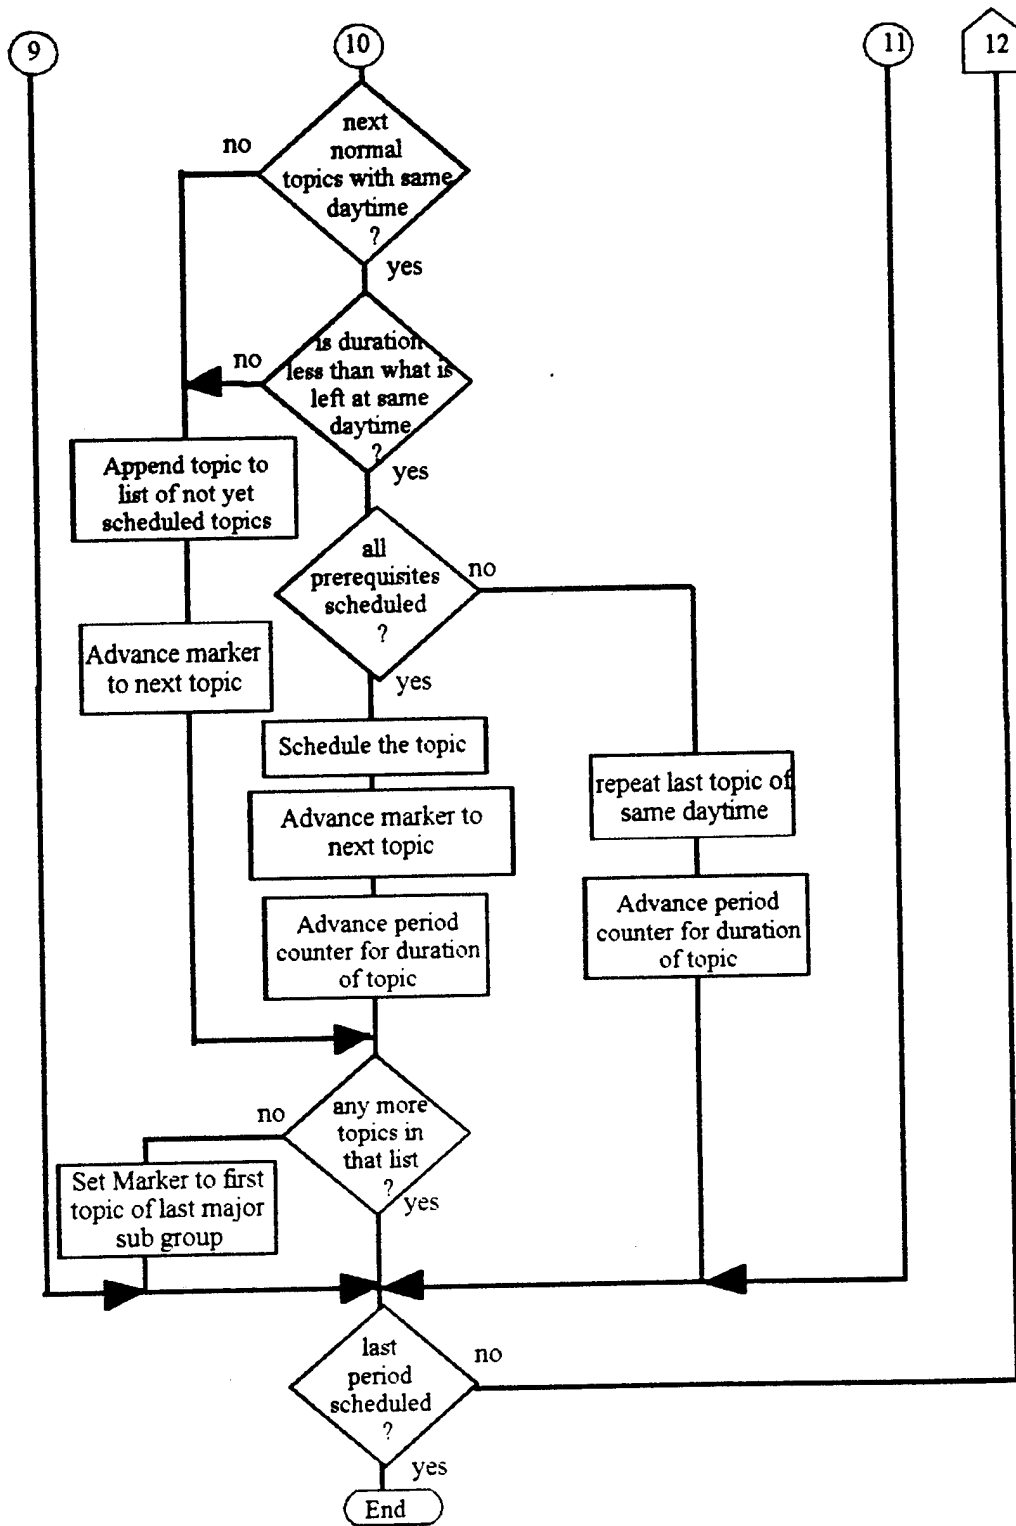 9
10
11
12
no
next
normal
topics with same
daytime
?
yes
no
is duration
less than what is
left at same
daytime
?
yes
Append topic to
list of not yet
scheduled topics
all
prerequisites
scheduled
?
no
yes
Advance marker
to next topic
Schedule the topic
Advance marker to
next topic
Advance period
counter for duration
of topic
repeat last topic of
same daytime
Advance period
counter for duration
of topic
no
any more
topics in
that list
?
yes
Set Marker to first
topic of last major
sub group
last
period
scheduled
?
no
yes
End